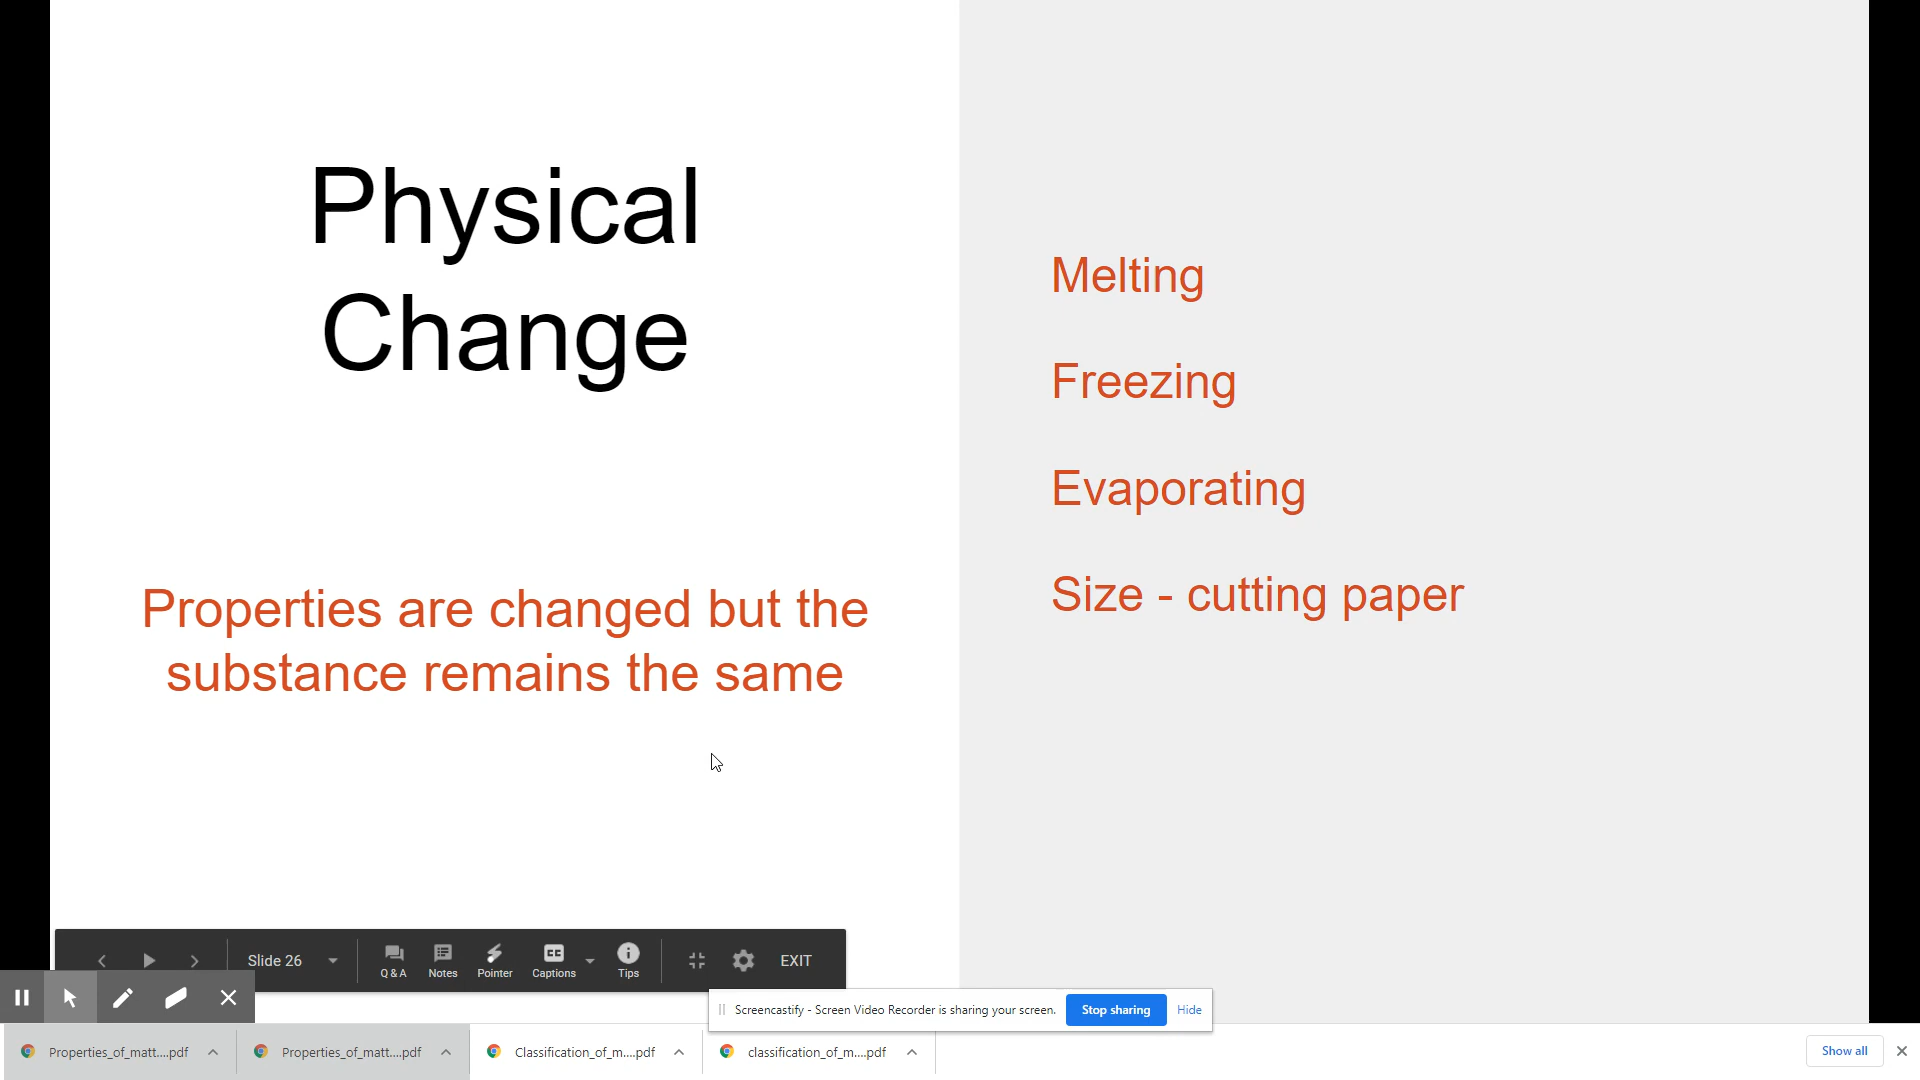 Physical
Change
Properties are changed but the
substance remains the same
Melting
Freezing
Evaporating
Size - cutting paper
Slide 26
Q & A
Notes
Pointer
CC
Captions
Tips
EXIT
Screencastify - Screen Video Recorder is sharing your screen.
Stop sharing
Hide
Properties_of_matt....pdf
Properties_of_matt....pdf
Classification_of_m....pdf
classification_of_m....pdf
Show all